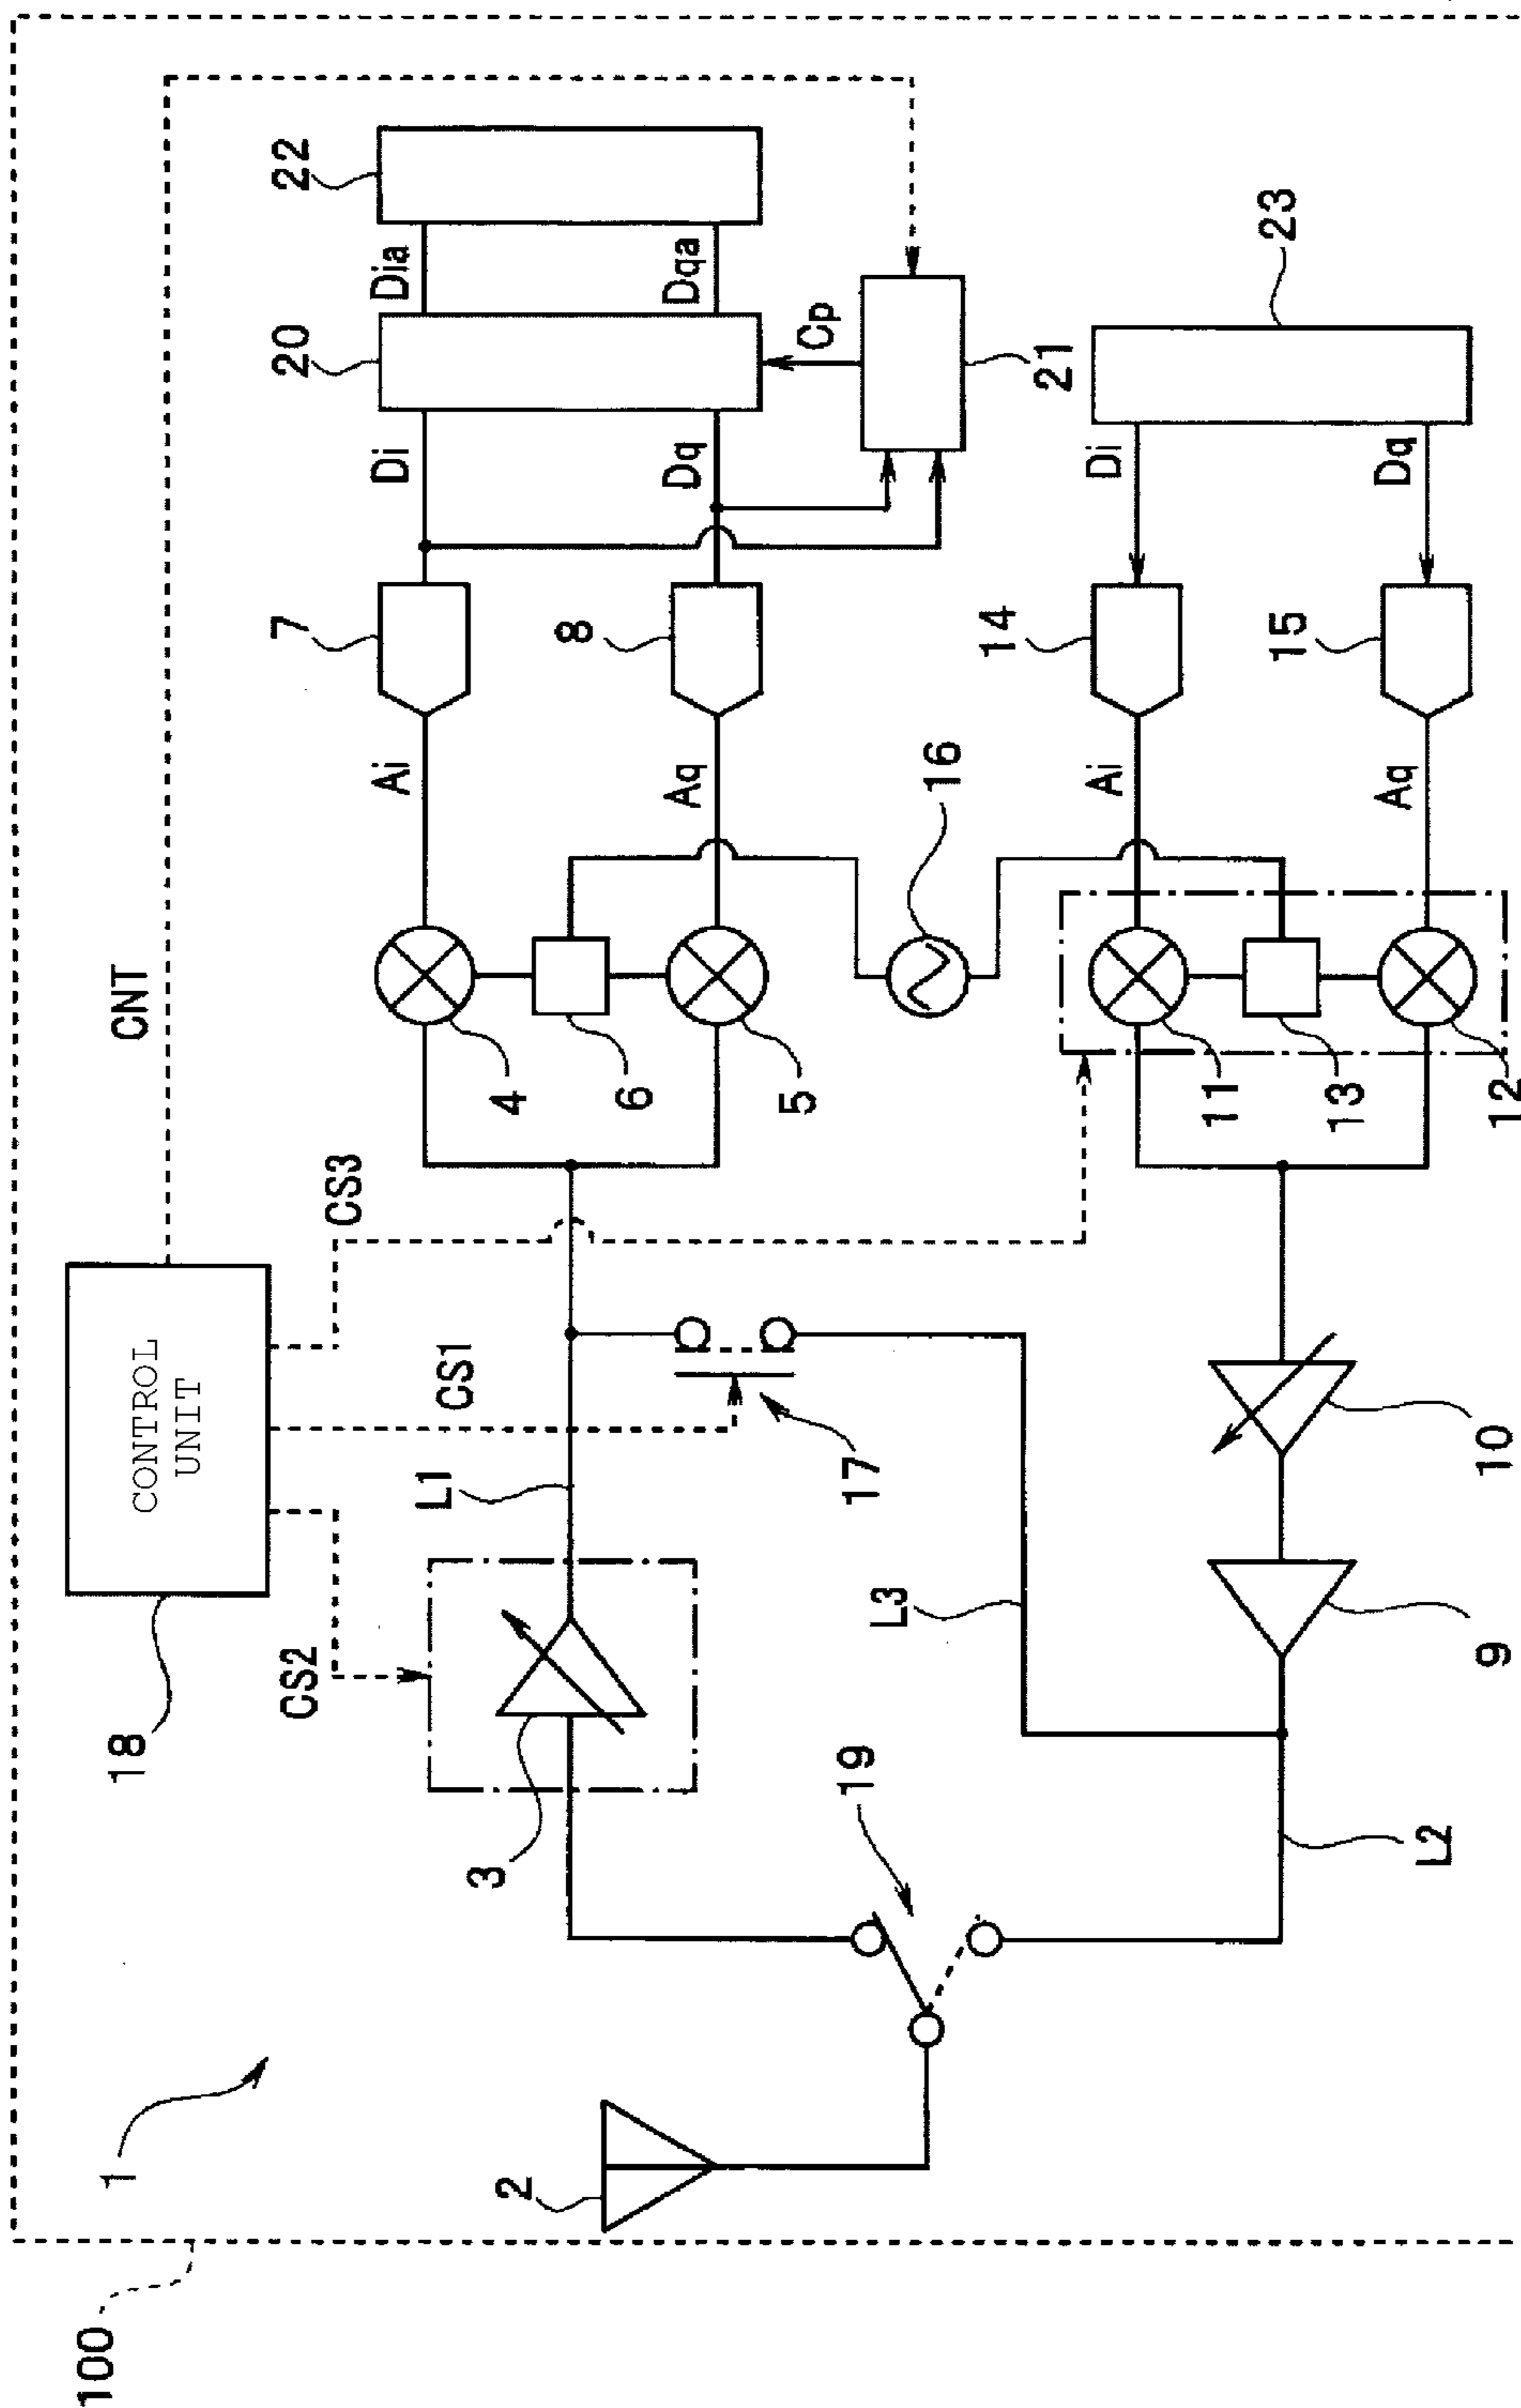 100
1
18
CONTROL
UNIT
CNT
CS2
CS1
CS3
2
3
L1
4
6
5
Ai
Aq
7
8
Di
Dq
20
Dia
Dqa
22
Cp
21
19
17
16
L3
L2
9
10
11
13
12
Ai
Aq
14
15
Di
Dq
23